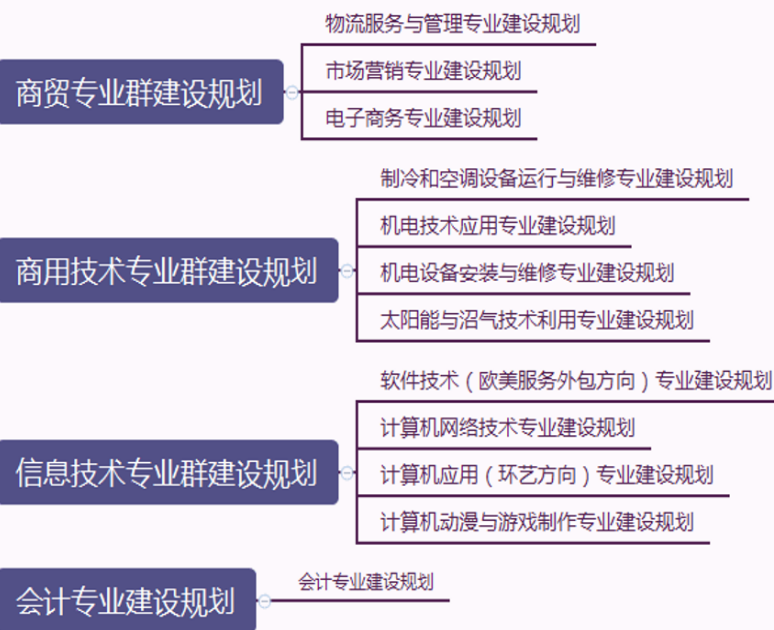 商贸专业群建设规划
物流服务与管理专业建设规划
市场营销专业建设规划
电子商务专业建设规划
商用技术专业群建设规划
制冷和空调设备运行与维修专业建设规划
机电技术应用专业建设规划
机电设备安装与维修专业建设规划
太阳能与沼气技术利用专业建设规划
信息技术专业群建设规划
软件技术（欧美服务外包方向）专业建设规划
计算机网络技术专业建设规划
计算机应用（环艺方向）专业建设规划
计算机动漫与游戏制作专业建设规划
会计专业建设规划
会计专业建设规划